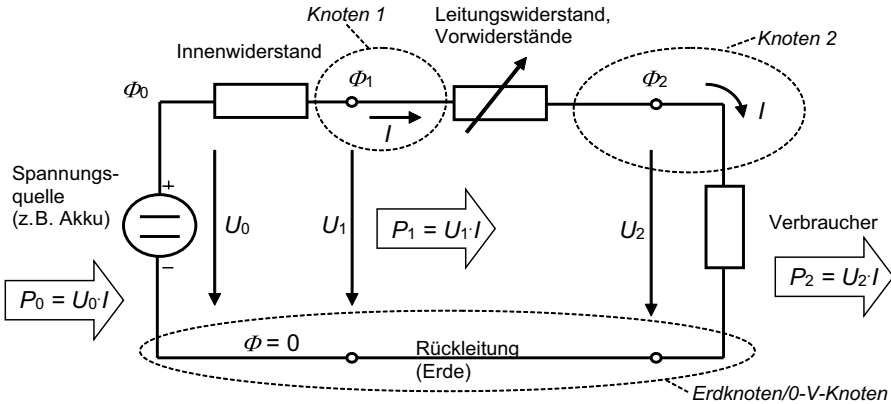 Knoten 1
Leitungswiderstand,
Vorwiderstände
Knoten 2
Innenwiderstand
Φ0
Φ1
Φ2
I
I
Spannungs-
quelle
(z.B. Akku)
+
−
U0
U1
P1 = U1·I
U2
Verbraucher
P0 = U0·I
P2 = U2·I
Φ = 0
Rückleitung
(Erde)
Erdknoten/0-V-Knoten